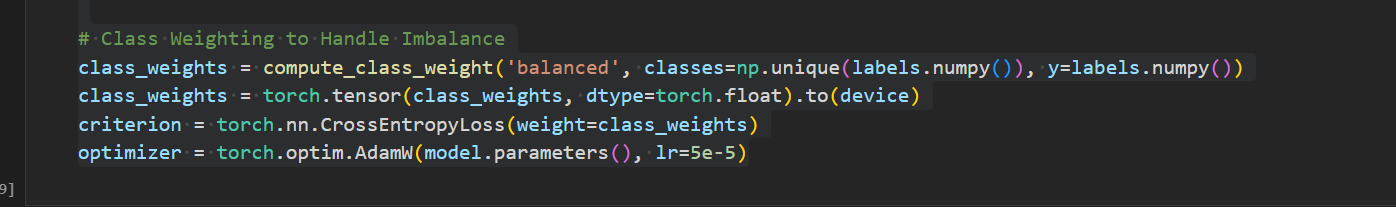 # Class Weighting to Handle Imbalance
class_weights = compute_class_weight('balanced', classes=np.unique(labels.numpy()), y=labels.numpy())
class_weights = torch.tensor(class_weights, dtype=torch.float).to(device)
criterion = torch.nn.CrossEntropyLoss(weight=class_weights)
optimizer = torch.optim.AdamW(model.parameters(), lr=5e-5)
9]